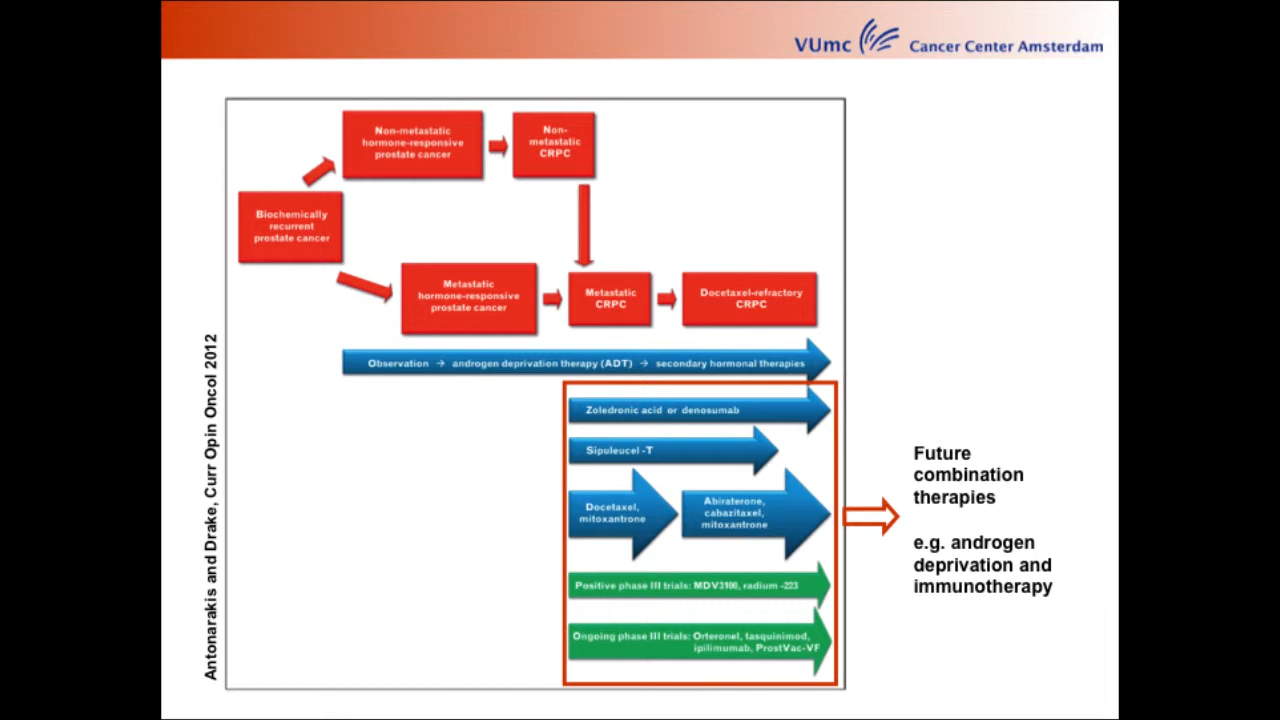 VUmc Cancer Center Amsterdam
Non-metastatic
hormone-responsive
prostate cancer
Non-
metastatic
CRPC
Biochemically
recurrent
prostate cancer
Metastatic
hormone-responsive
prostate cancer
Metastatic
CRPC
Docetaxel-refractory
CRPC
Observation → androgen deprivation therapy (ADT) → secondary hormonal therapies
Zoledronic acid or denosumab
Sipuleucel -T
Docetaxel,
mitoxantrone
Abiraterone,
cabazitaxel,
mitoxantrone
Positive phase III trials: MDV3100, radium -223
Ongoing phase III trials: Orteronel, tasquinimod,
ipilimumab, ProstVac-VF
Future
combination
therapies
e.g. androgen
deprivation and
immunotherapy
Antonarakis and Drake, Curr Opin Oncol 2012